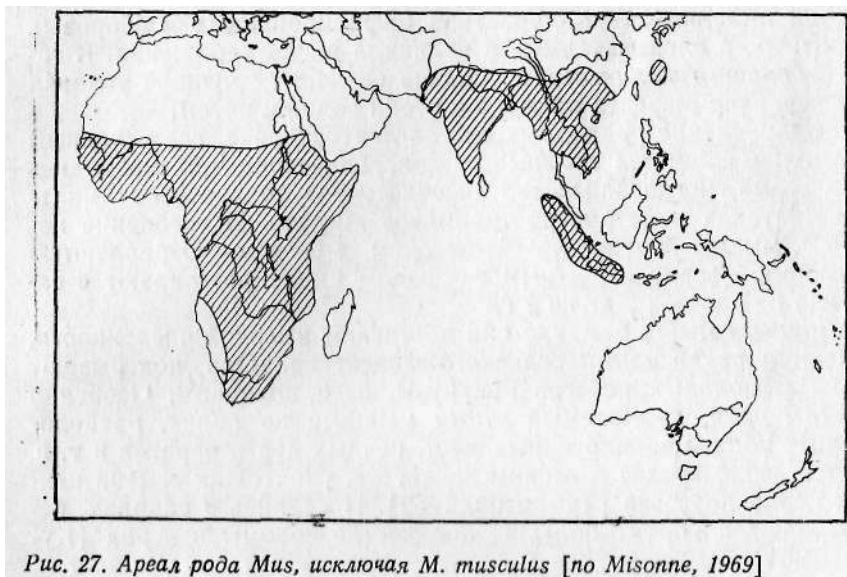 Рис. 27. Ареал рода Mus, исключая M. musculus [по Misonne, 1969]